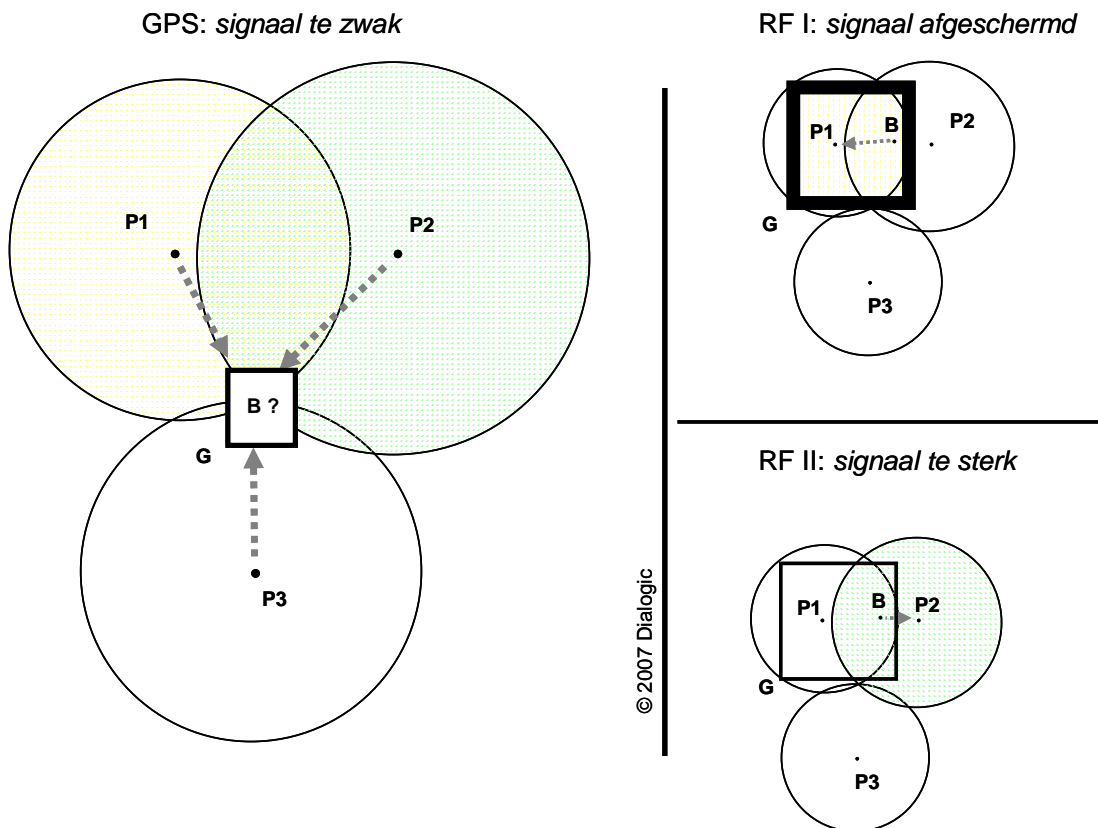 GPS: signaal te zwak
P1
P2
B ?
G
P3
© 2007 Dialogic
RF I: signaal afgeschermd
P1
B
P2
G
P3
RF II: signaal te sterk
P1
B
P2
G
P3